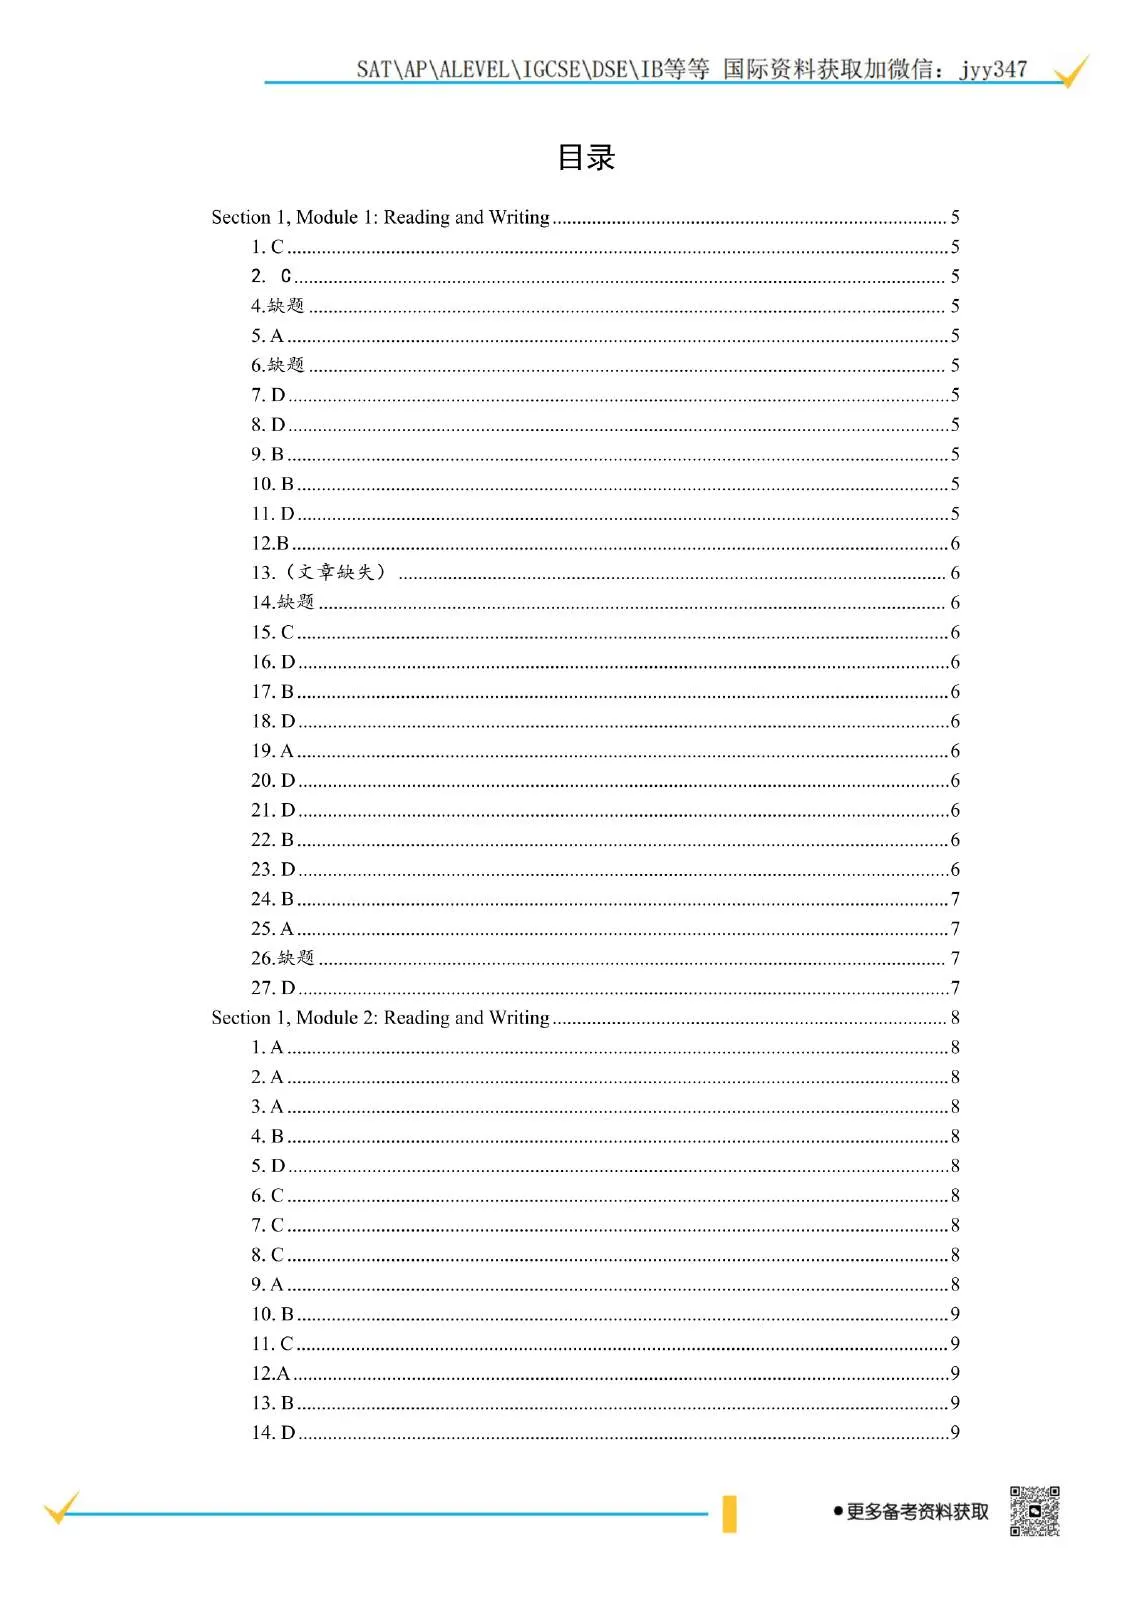 SAT\AP\ALEVEL\IGCSE\DSE\IB等等 国际资料获取加微信：jyy347
目录
Section 1, Module 1: Reading and Writing 5
1. C 5
2. C 5
4.缺题 5
5. A 5
6.缺题 5
7. D 5
8. D 5
9. B 5
10. B 5
11. D 5
12.B 6
13.（文章缺失） 6
14.缺题 6
15. C 6
16. D 6
17. B 6
18. D 6
19. A 6
20. D 6
21. D 6
22. B 6
23. D 6
24. B 7
25. A 7
26.缺题 7
27. D 7
Section 1, Module 2: Reading and Writing 8
1. A 8
2. A 8
3. A 8
4. B 8
5. D 8
6. C 8
7. C 8
8. C 8
9. A 8
10. B 9
11. C 9
12.A 9
13. B 9
14. D 9
●更多备考资料获取